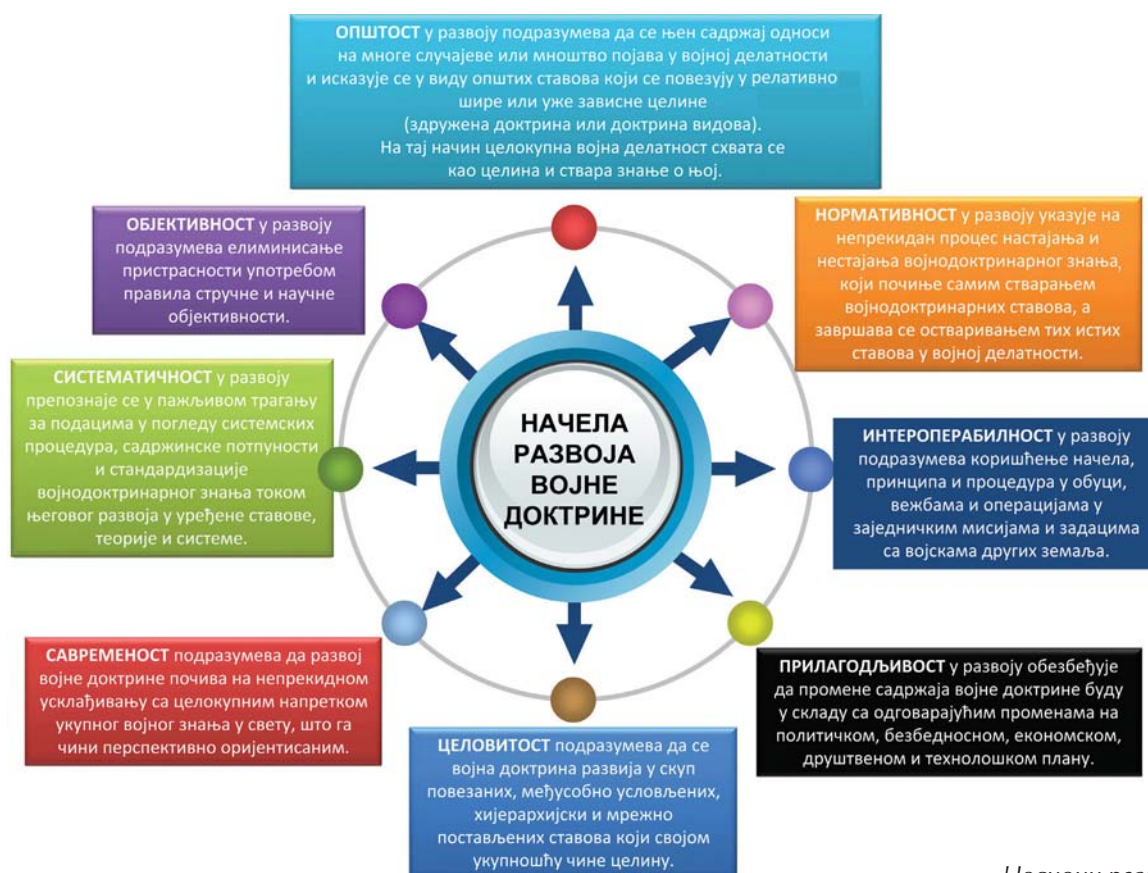 ОПШТОСТ у развоју подразумева да се њен садржај односи
на многе случајеве или мноштво појава у војној делатности
и исказује се у виду општих ставова који се повезују у релативно
шире или уже зависне целине
(здружена доктрина или доктрина видова).
На тај начин целокупна војна делатност схвата се
као целина и ствара знање о њој.
НОРМАТИВНОСТ у развоју указује на
непрекидан процес настајања и
нестајања војнодоктринарног знања,
који почиње самим стварањем
војнодоктринарних ставова, а
завршава се остваривањем тих истих
ставова у војној делатности.
ИНТЕРОПЕРАБИЛНОСТ у развоју
подразумева коришћење начела,
принципа и процедура у обуци,
вежбама и операцијама у
заједничким мисијама и задацима
са војскама других земаља.
ПРИЛАГОДЉИВОСТ у развоју обезбеђује
да промене садржаја војне доктрине буду
у складу са одговарајућим променама на
политичком, безбедносном, економском,
друштвеном и технолошком плану.
ЦЕЛОВИТОСТ подразумева да се
војна доктрина развија у скуп
повезаних, међусобно условљених,
хијерархијски и мрежно
постављених ставова који својом
укупношћу чине целину.
САВРЕМЕНОСТ подразумева да развој
војне доктрине почива на непрекидном
усклађивању са целокупним напретком
укупног војног знања у свету, што га
чини перспективно оријентисаним.
СИСТЕМАТИЧНОСТ у развоју
препознаје се у пажљивом трагању
за подацима у погледу системских
процедура, садржинске потпуности
и стандардизације
војнодоктринарног знања током
његовог развоја у уређене ставове,
теорије и системе.
ОБЈЕКТИВНОСТ у развоју
подразумева елиминисање
пристрасности употребом
правила стручне и научне
објективности.
НАЧЕЛА
РАЗВОЈА
ВОЈНЕ
ДОКТРИНЕ